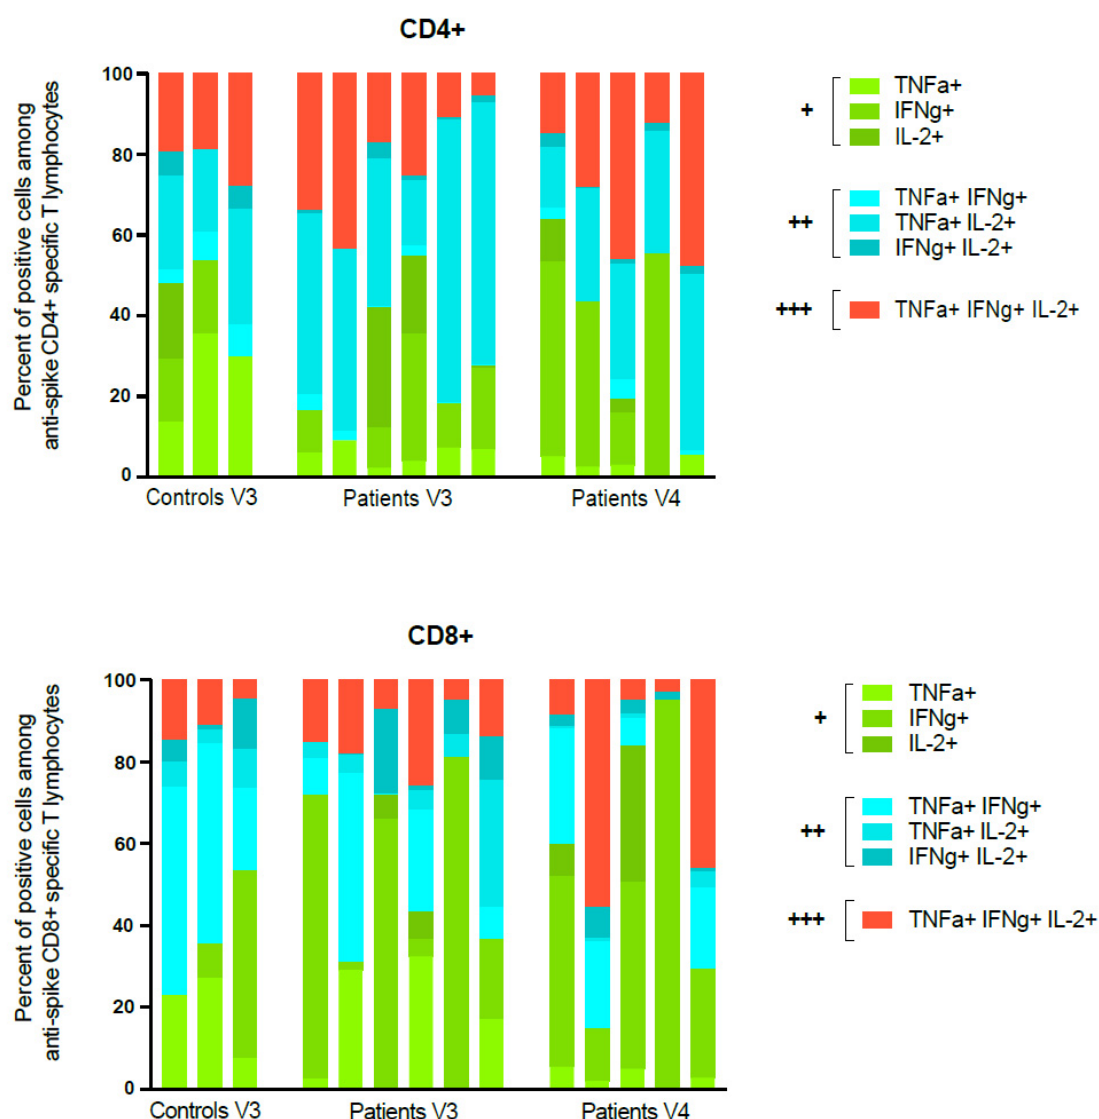 CD4+
Percent of positive cells among
anti-spike CD4+ specific T lymphocytes
100
80
60
40
20
0
Controls V3
Patients V3
Patients V4
+
TNFa+
IFNg+
IL-2+
++
TNFa+ IFNg+
TNFa+ IL-2+
IFNg+ IL-2+
+++
TNFa+ IFNg+ IL-2+
CD8+
Percent of positive cells among
anti-spike CD8+ specific T lymphocytes
100
80
60
40
20
0
Controls V3
Patients V3
Patients V4
+
TNFa+
IFNg+
IL-2+
++
TNFa+ IFNg+
TNFa+ IL-2+
IFNg+ IL-2+
+++
TNFa+ IFNg+ IL-2+